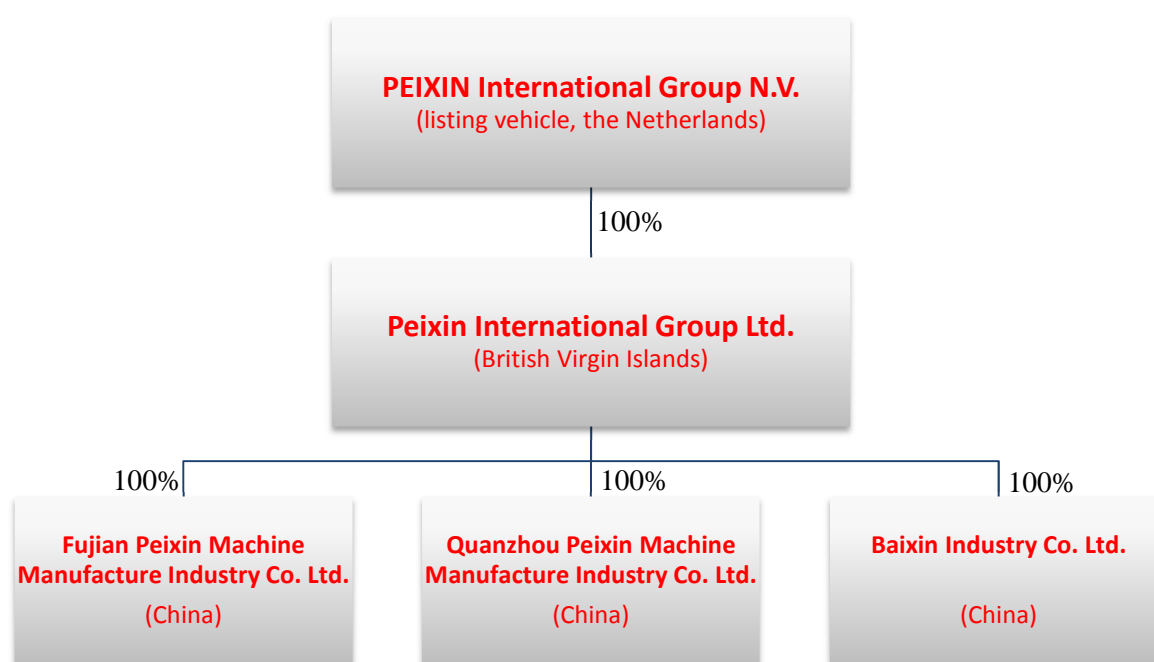 PEIXIN International Group N.V.
(listing vehicle, the Netherlands)
100%
Peixin International Group Ltd.
(British Virgin Islands)
100%
100%
100%
Fujian Peixin Machine
Manufacture Industry Co. Ltd.
(China)
Quanzhou Peixin Machine
Manufacture Industry Co. Ltd.
(China)
Baixin Industry Co. Ltd.
(China)